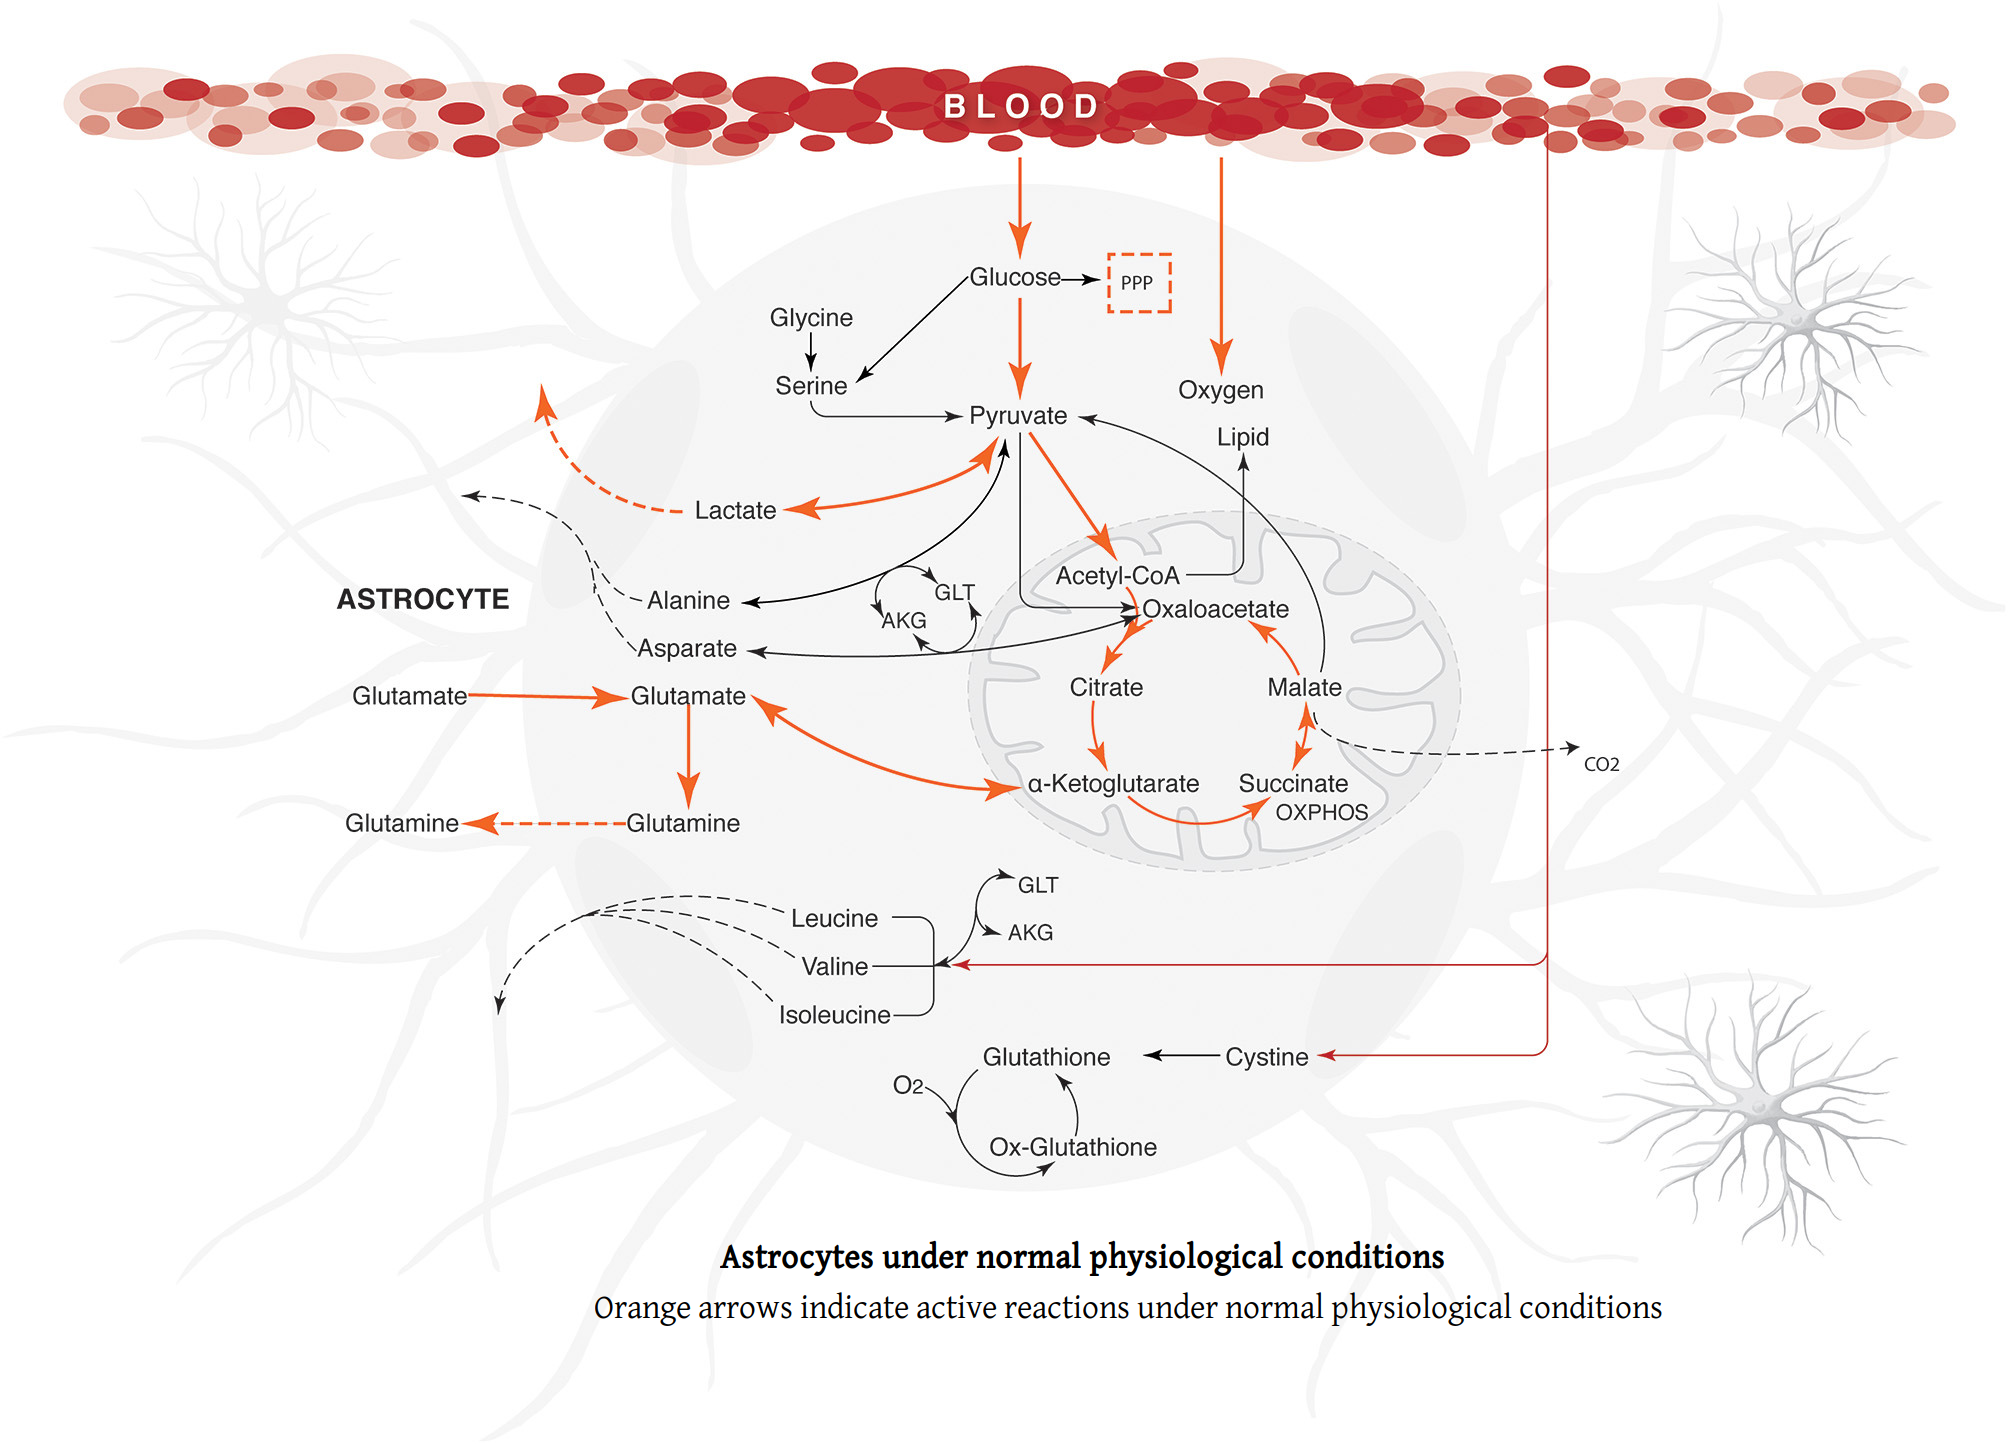 BLOOD
Glucose
PPP
Glycine
Serine
Oxygen
Pyruvate
Lipid
Lactate
Acetyl-CoA
ASTROCYTE
Alanine
GLT
AKG
Oxaloacetate
Asparate
Glutamate
Glutamate
Citrate
Malate
CO2
α-Ketoglutarate
Succinate
OXPHOS
Glutamine
Glutamine
GLT
Leucine
AKG
Valine
Isoleucine
Glutathione
Cystine
O2
Ox-Glutathione
Astrocytes under normal physiological conditions
Orange arrows indicate active reactions under normal physiological conditions